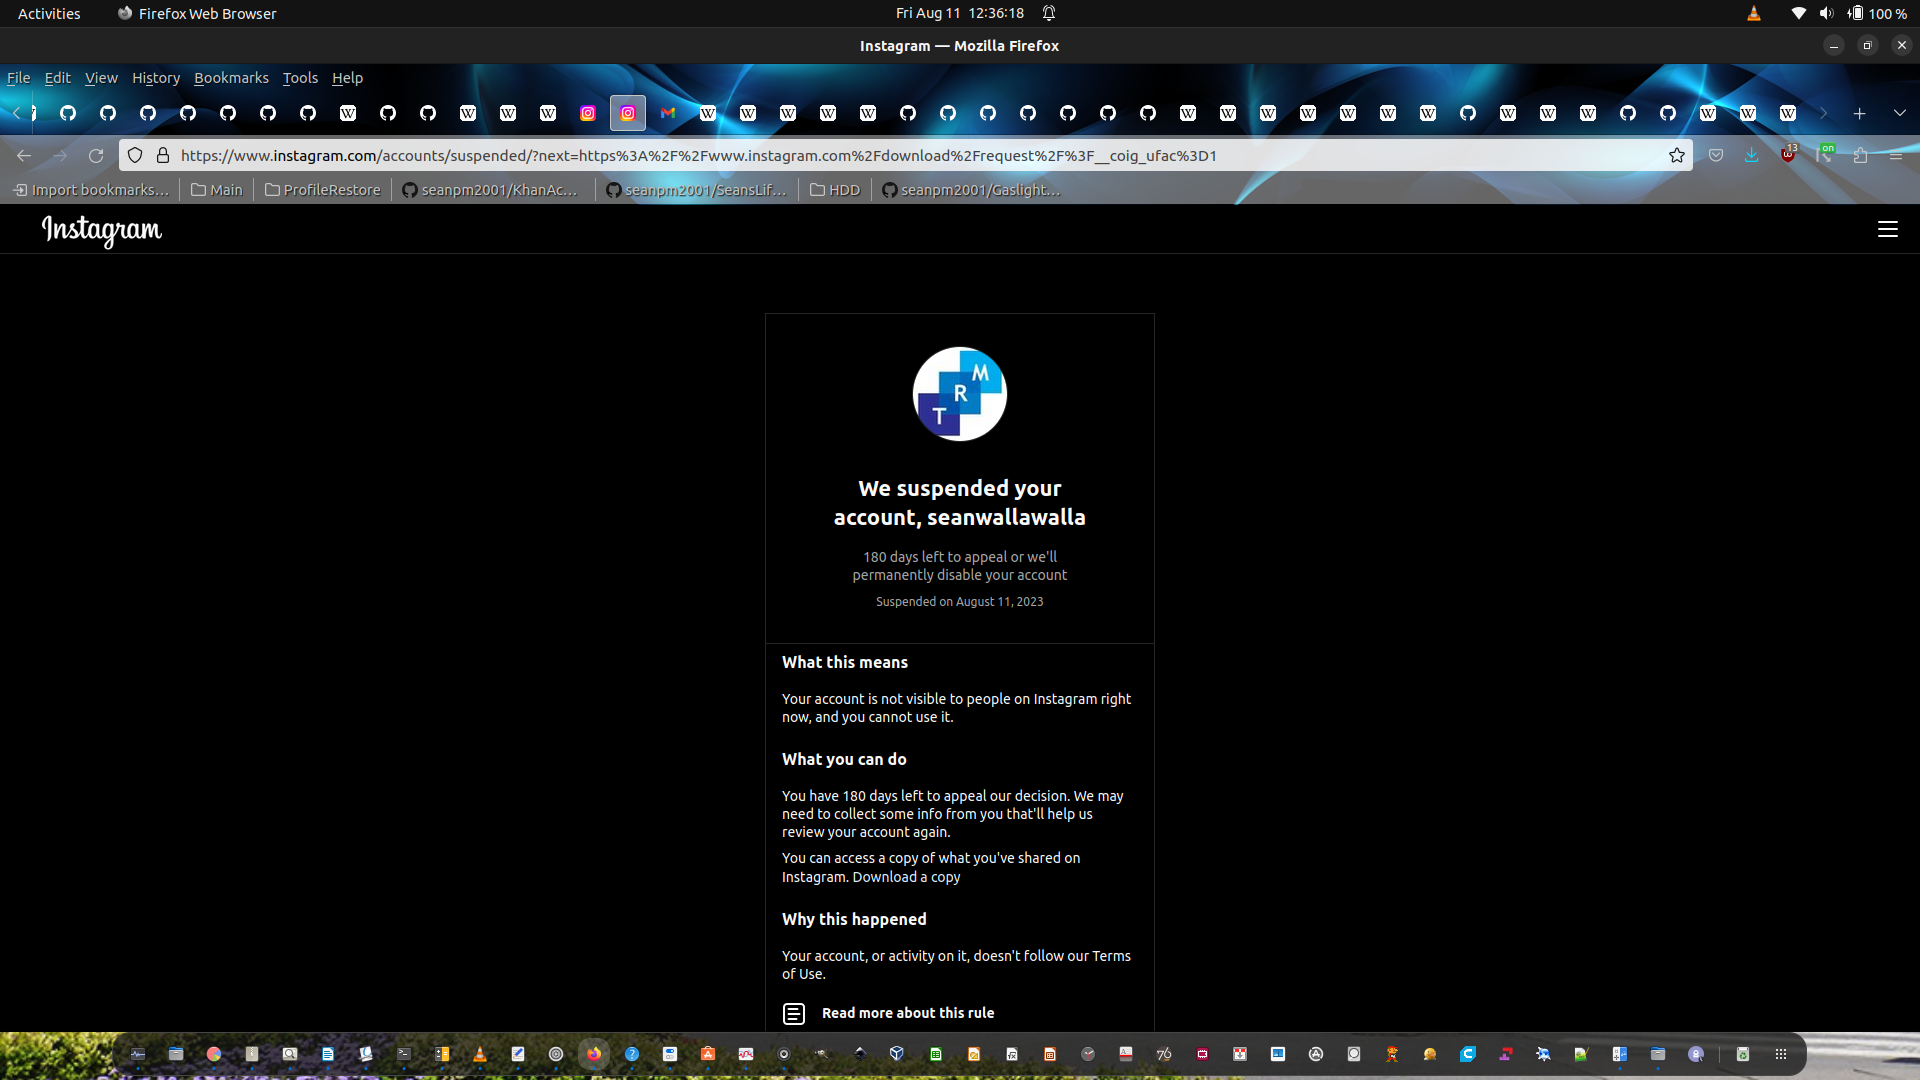 Activities
Firefox Web Browser
Fri Aug 11 12:36:18
100 %
Instagram — Mozilla Firefox
File Edit View History Bookmarks Tools Help
https://www.instagram.com/accounts/suspended/?next=https%3A%2F%2Fwww.instagram.com%2Fdownload%2Frequest%2F%3F__coig_ufac%3D1
13
on
Import bookmarks...
Main
ProfileRestore
seanpm2001/KhanAc...
seanpm2001/SeansLif...
HDD
seanpm2001/Gaslight...
Instagram
M
R
T
We suspended your
account, seanwallawalla
180 days left to appeal or we'll
permanently disable your account
Suspended on August 11, 2023
What this means
Your account is not visible to people on Instagram right
now, and you cannot use it.
What you can do
You have 180 days left to appeal our decision. We may
need to collect some info from you that'll help us
review your account again.
You can access a copy of what you've shared on
Instagram. Download a copy
Why this happened
Your account, or activity on it, doesn't follow our Terms
of Use.
Read more about this rule